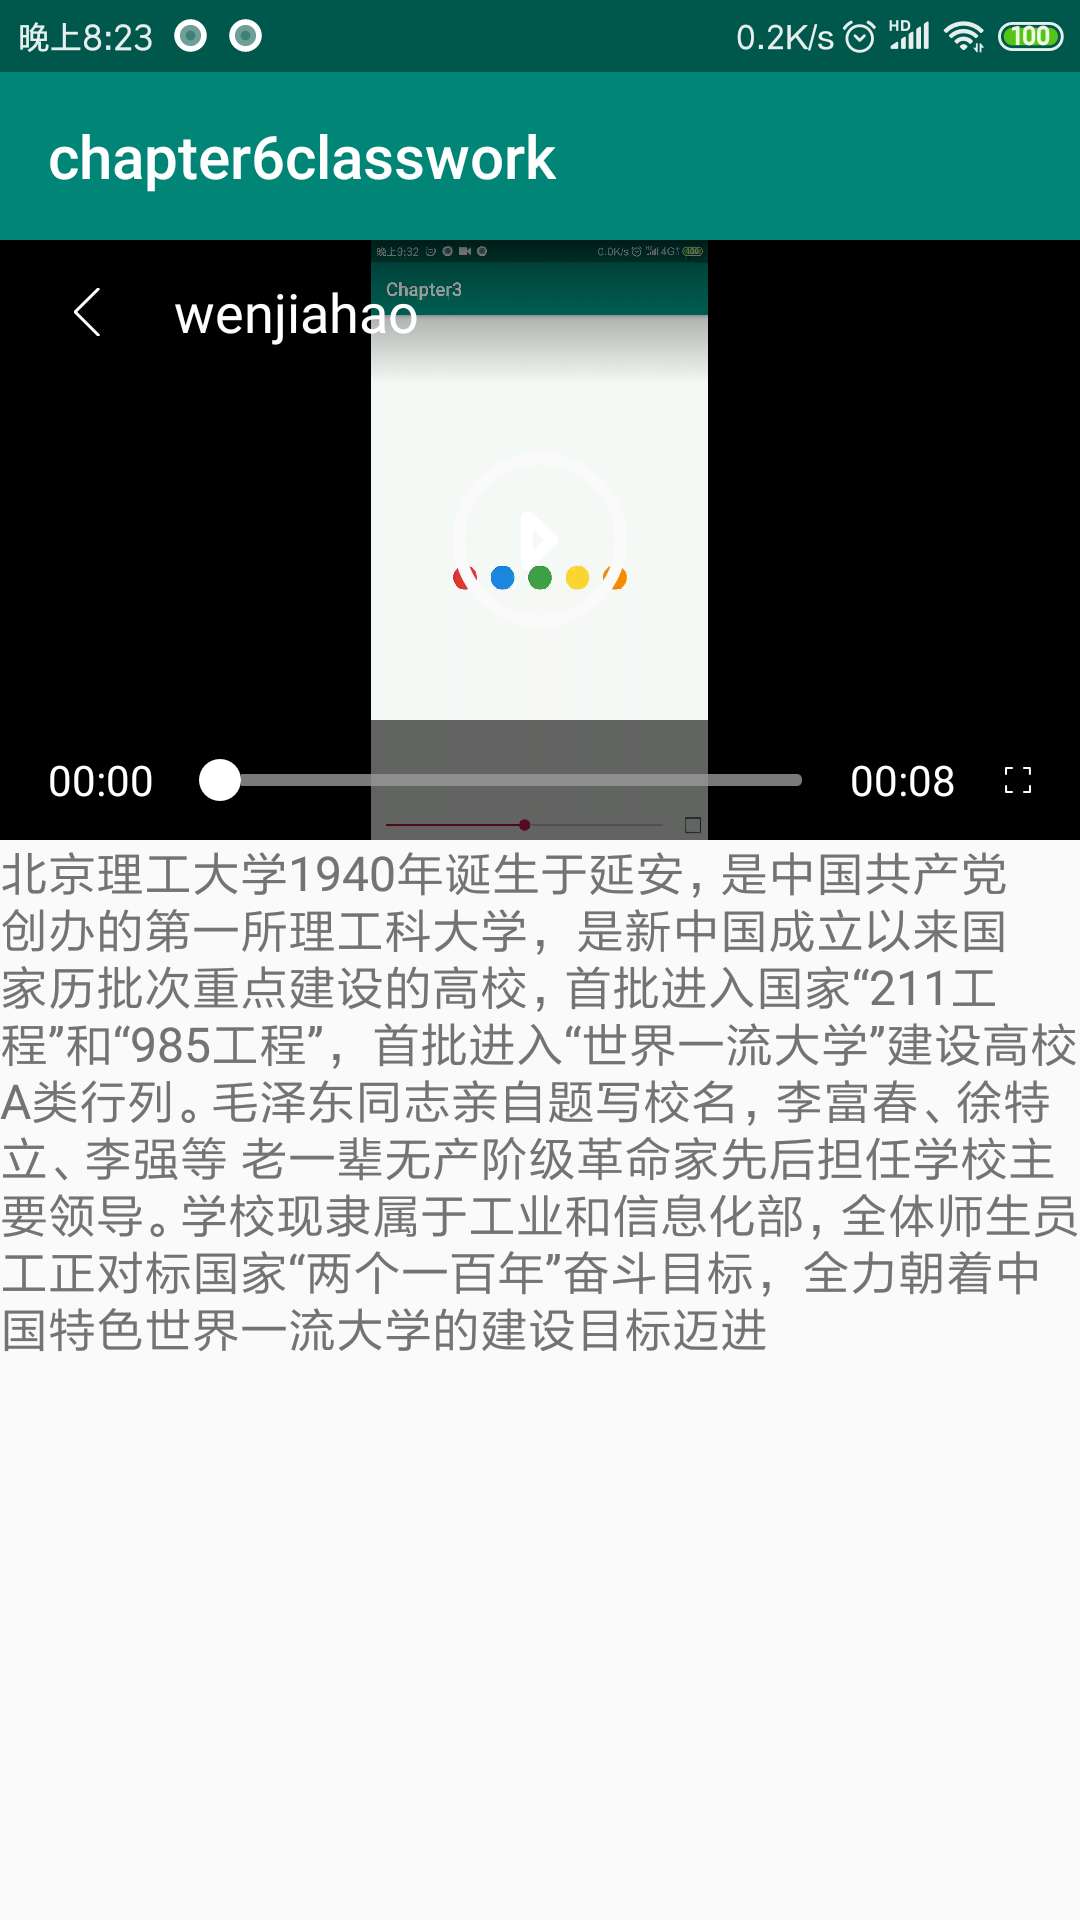 晚上8:23
0.2K/s
HD
100
chapter6classwork
晚上9:32
0.0K/s
4G
100
Chapter3
wenjiahao
00:00
00:08
北京理工大学1940年诞生于延安，是中国共产党
创办的第一所理工科大学，是新中国成立以来国
家历批次重点建设的高校，首批进入国家“211工
程”和“985工程”，首批进入“世界一流大学”建设高校
A类行列。毛泽东同志亲自题写校名，李富春、徐特
立、李强等 老一辈无产阶级革命家先后担任学校主
要领导。学校现隶属于工业和信息化部，全体师生员
工正对标国家“两个一百年”奋斗目标，全力朝着中
国特色世界一流大学的建设目标迈进